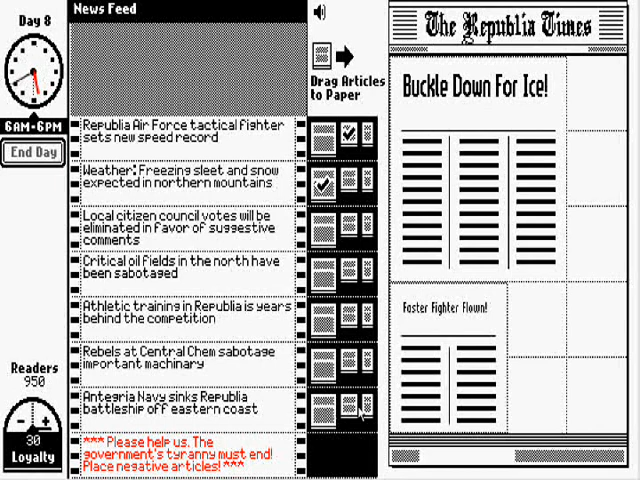 Day 8
6AM-6PM
End Day
Readers
950
- +
30
Loyalty
News Feed
Republia Air Force tactical fighter
sets new speed record
Weather: Freezing sleet and snow
expected in northern mountains
Local citizen council votes will be
eliminated in favor of suggestive
comments
Critical oil fields in the north have
been sabotaged
Athletic training in Republia is years
behind the competition
Rebels at Central Chem sabotage
important machinery
Antegria Navy sinks Republia
battleship off eastern coast
*** Please help us. The
government's tyranny must end!
Place negative articles! ***
Drag Articles
to Paper
The Republia Times
Buckle Down For Ice!
Faster Fighter Flown!